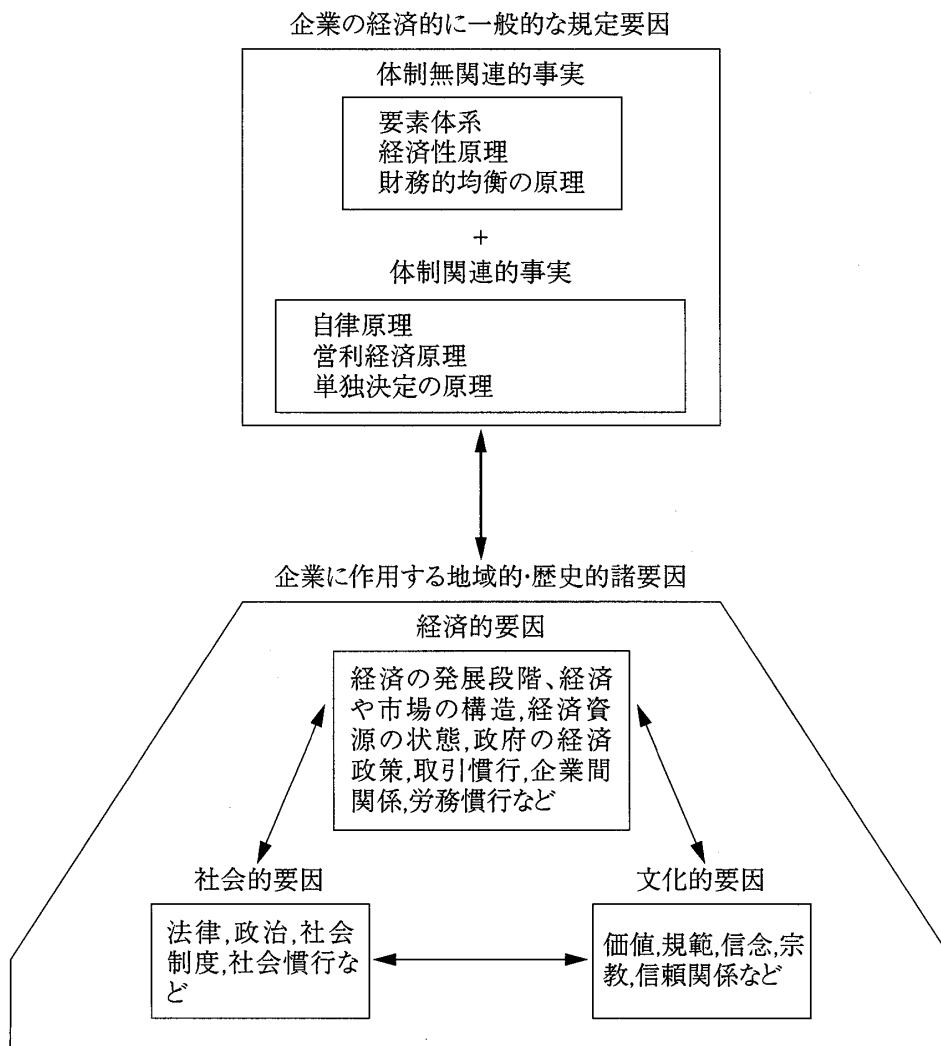 企業の経済的に一般的な規定要因
体制無関連的事実
要素体系
経済性原理
財務的均衡の原理
+
体制関連的事実
自律原理
営利経済原理
単独決定の原理
企業に作用する地域的・歴史的諸要因
経済的要因
経済の発展段階、経済
や市場の構造,経済資
源の状態,政府の経済
政策,取引慣行,企業間
関係,労務慣行など
社会的要因
法律,政治,社会
制度,社会慣行な
ど
文化的要因
価値,規範,信念,宗
教,信頼関係など